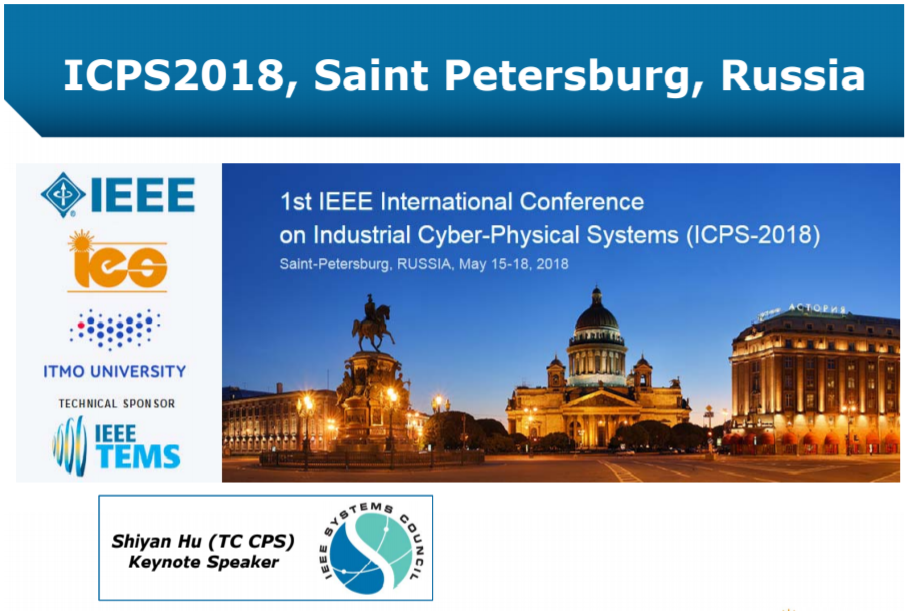 ICPS2018, Saint Petersburg, Russia
IEEE
ies
ITMO UNIVERSITY
TECHNICAL SPONSOR
IEEE
TEMS
1st IEEE International Conference
on Industrial Cyber-Physical Systems (ICPS-2018)
Saint-Petersburg, RUSSIA, May 15-18, 2018
АСТОРИЯ
Shiyan Hu (TC CPS)
Keynote Speaker
IEEE SYSTEMS COUNCIL